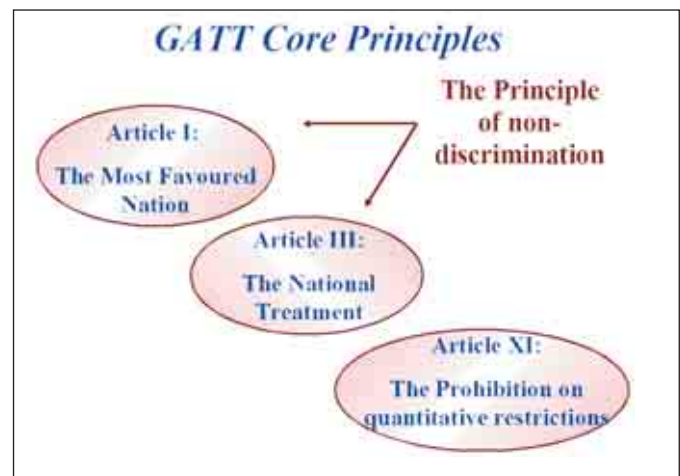 GATT Core Principles
The Principle
of non-
discrimination
Article I:
The Most Favoured
Nation
Article III:
The National
Treatment
Article XI:
The Prohibition on
quantitative restrictions